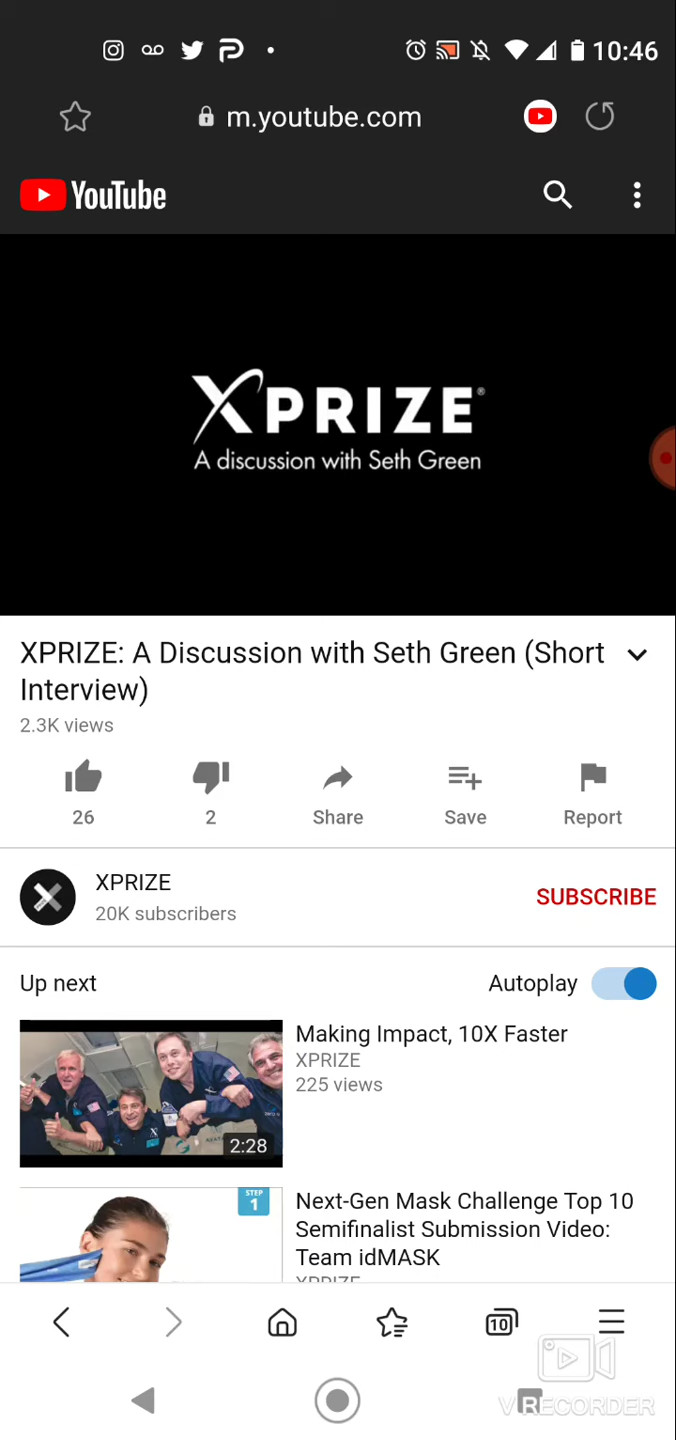 10:46
m.youtube.com
YouTube
XPRIZE®
A discussion with Seth Green
XPRIZE: A Discussion with Seth Green (Short
Interview)
2.3K views
26
2
Share
Save
Report
XPRIZE
20K subscribers
SUBSCRIBE
Up next
Autoplay
Making Impact, 10X Faster
XPRIZE
225 views
2:28
STEP
1
Next-Gen Mask Challenge Top 10
Semifinalist Submission Video:
Team idMASK
XPRIZE
10
V RECORDER